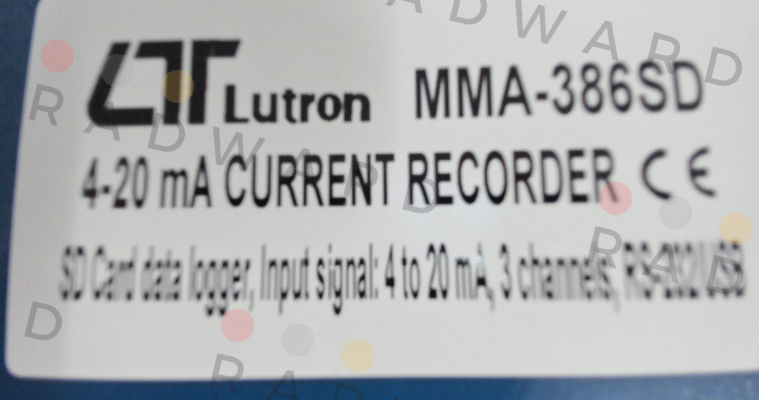 Lutron MMA-386SD
4-20 mA CURRENT RECORDER CE
SD Card data logger, Input signal: 4 to 20 mA, 3 channels, RS-232/USB
RADWARD